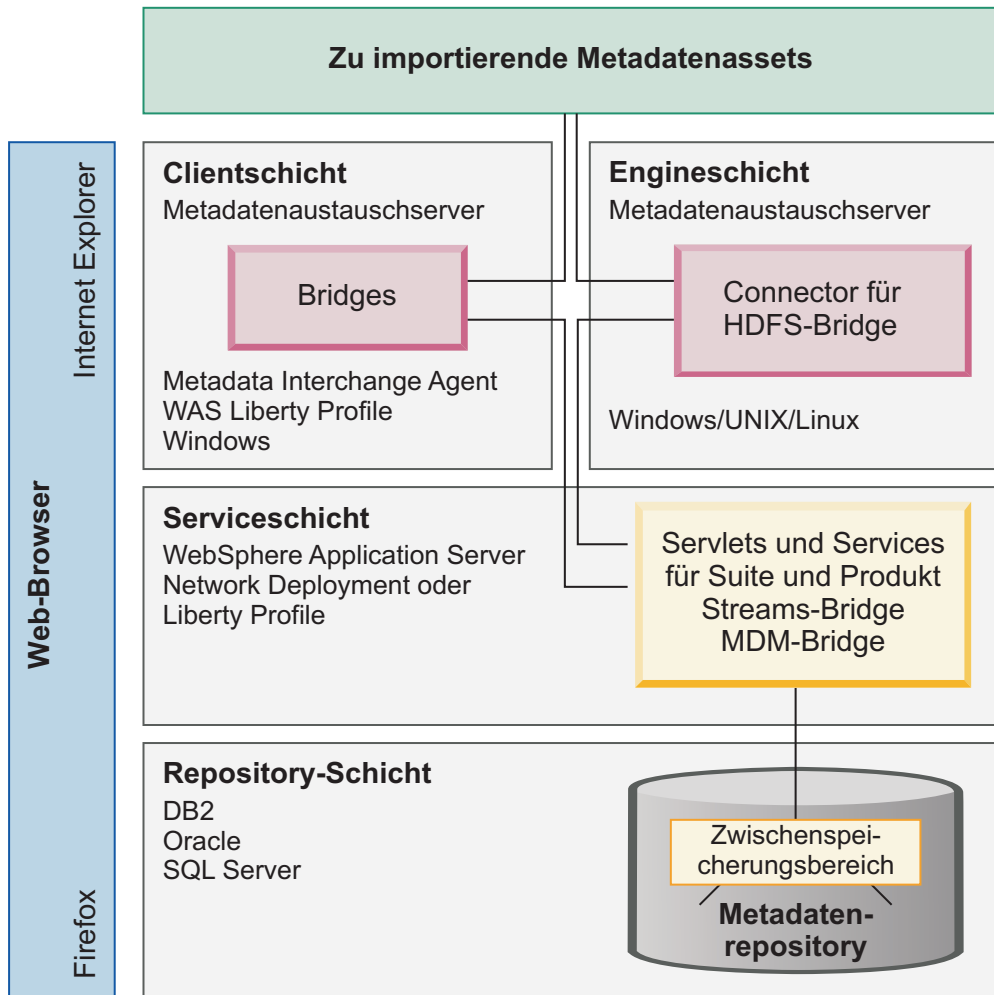 Zu importierende Metadatenassets
Internet Explorer
Web-Browser
Firefox
Clientschicht
Metadatenaustauschserver
Bridges
Metadata Interchange Agent
WAS Liberty Profile
Windows
Engineschicht
Metadatenaustauschserver
Connector für
HDFS-Bridge
Windows/UNIX/Linux
Serviceschicht
WebSphere Application Server
Network Deployment oder
Liberty Profile
Servlets und Services
für Suite und Produkt
Streams-Bridge
MDM-Bridge
Repository-Schicht
DB2
Oracle
SQL Server
Zwischenspei-
cherungsbereich
Metadaten-
repository